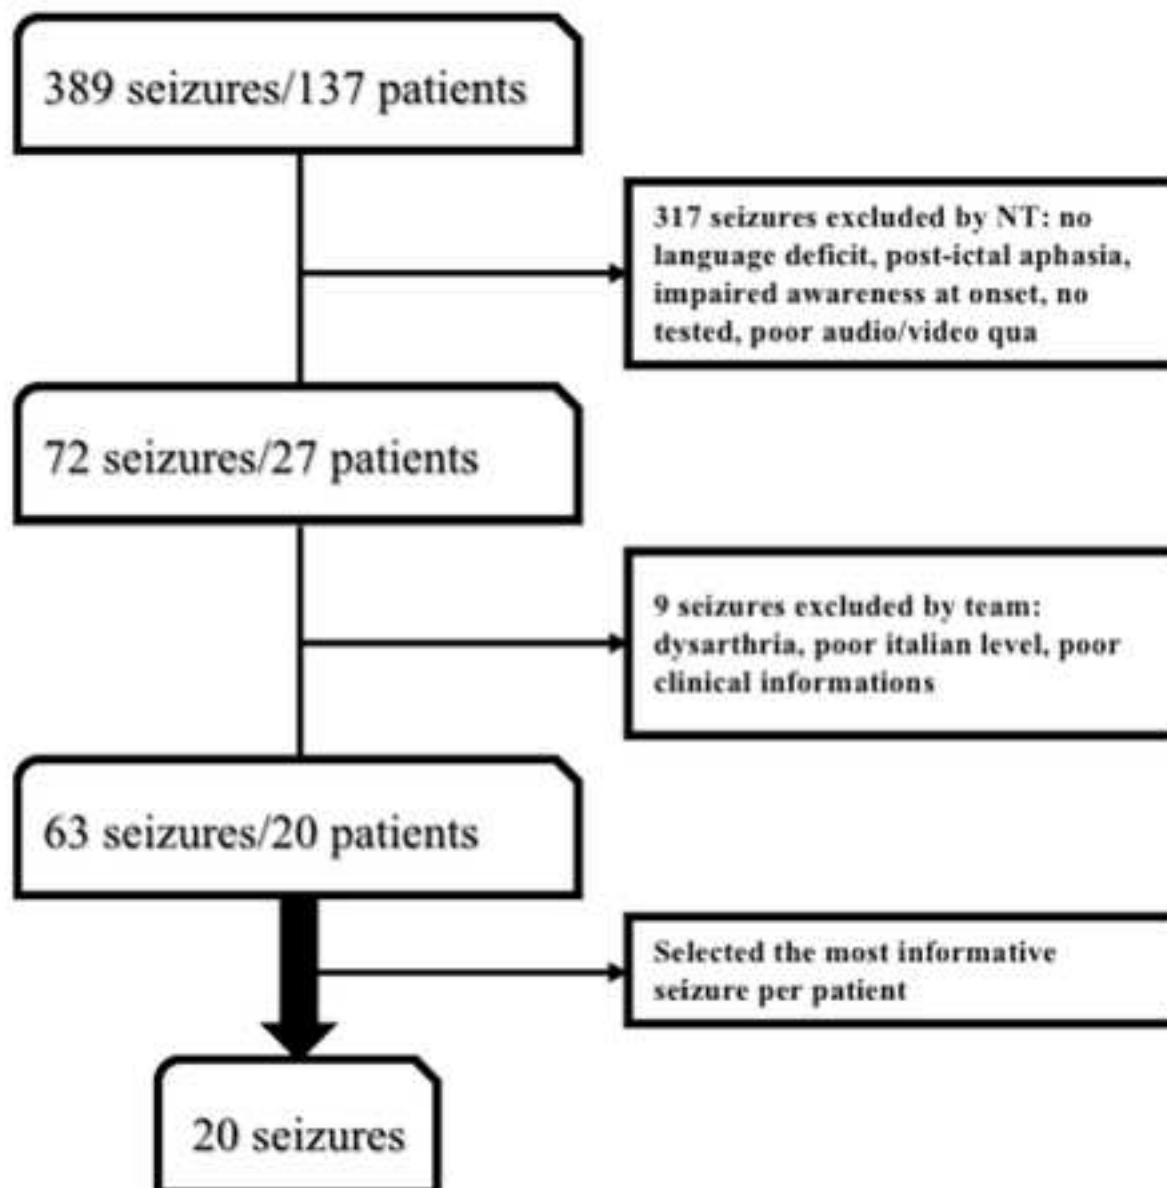 389 seizures/137 patients
317 seizures excluded by NT: no
language deficit, post-ictal aphasia,
impaired awareness at onset, no
tested, poor audio/video qua
72 seizures/27 patients
9 seizures excluded by team:
dysarthria, poor italian level, poor
clinical informations
63 seizures/20 patients
Selected the most informative
seizure per patient
20 seizures